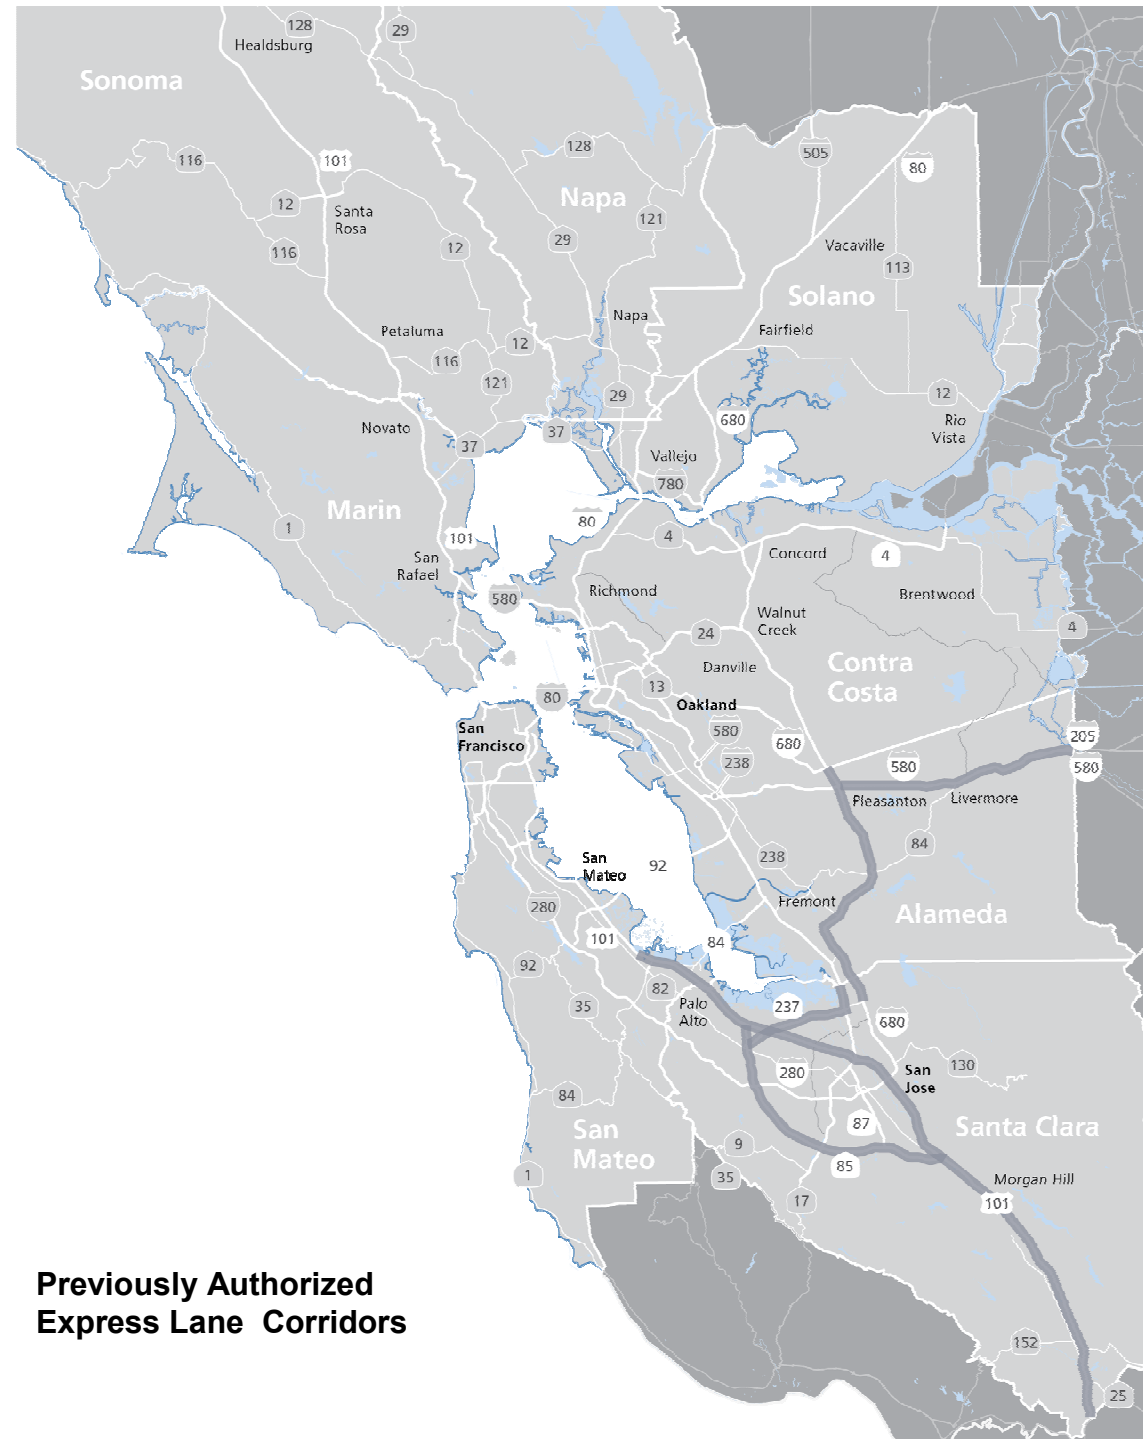 128
29
Healdsburg
Sonoma
128
505
80
116
101
Napa
12
Santa
Rosa
121
29
12
116
Vacaville
113
Solano
Napa
Petaluma
12
Fairfield
116
121
29
12
680
Rio
Vista
Novato
37
37
Vallejo
780
Marin
1
80
101
4
San
Rafael
Concord
4
580
Richmond
Brentwood
Walnut
Creek
24
4
Danville
Contra
Costa
13
80
Oakland
San
Francisco
580
680
205
238
580
580
Pleasanton
Livermore
84
San
Mateo
92
238
280
Fremont
Alameda
101
84
92
82
35
Palo
Alto
237
680
280
San
Jose
130
84
87
Santa Clara
San
Mateo
9
85
1
35
Morgan Hill
17
101
Previously Authorized
Express Lane Corridors
152
25